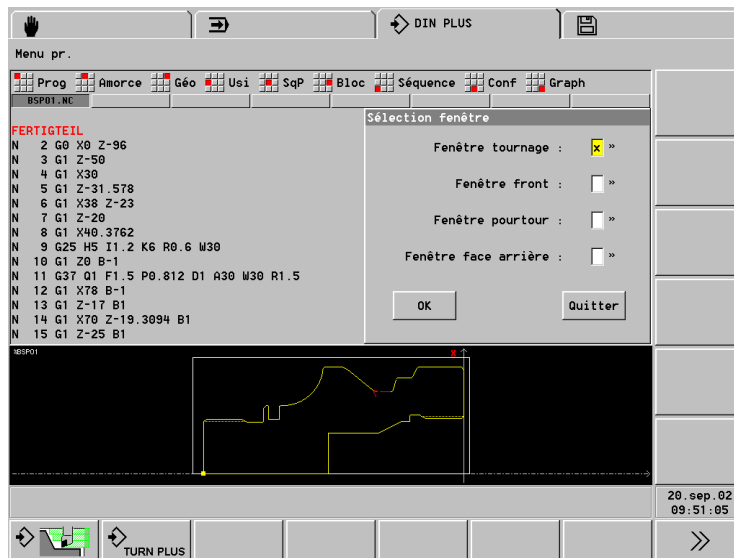 DIN PLUS
Menu pr.
Prog Amorce Géo Usi SqP Bloc Séquence Conf Graph
BSP01.NC
Sélection fenêtre
FERTIGTEIL
N 2 G0 X0 Z-96
N 3 G1 Z-50
N 4 G1 X30
N 5 G1 Z-31.578
N 6 G1 X38 Z-23
N 7 G1 Z-20
N 8 G1 X40.3762
N 9 G25 H5 I1.2 K6 R0.6 W30
N 10 G1 Z0 B-1
N 11 G37 Q1 F1.5 P0.812 D1 A30 W30 R1.5
N 12 G1 X78 B-1
N 13 G1 Z-17 B1
N 14 G1 X70 Z-19.3094 B1
N 15 G1 Z-25 B1
Fenêtre tournage : x »
Fenêtre front : »
Fenêtre pourtour : »
Fenêtre face arrière : »
OK Quitter
%BSP01
X
20.sep.02
09:51:05
TURN PLUS